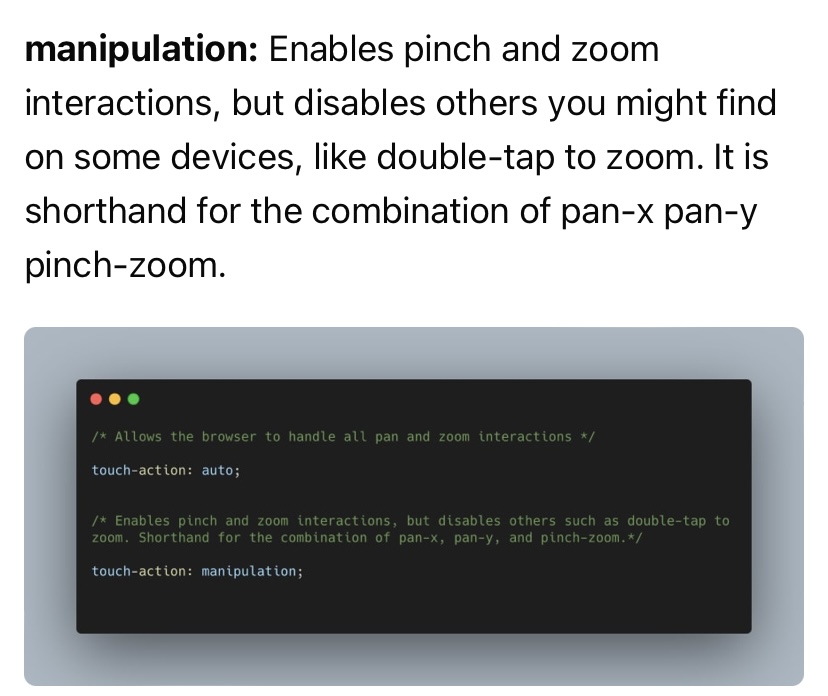 manipulation: Enables pinch and zoom
interactions, but disables others you might find
on some devices, like double-tap to zoom. It is
shorthand for the combination of pan-x pan-y
pinch-zoom.
/* Allows the browser to handle all pan and zoom interactions */
touch-action: auto;
/* Enables pinch and zoom interactions, but disables others such as double-tap to
zoom. Shorthand for the combination of pan-x, pan-y, and pinch-zoom.*/
touch-action: manipulation;